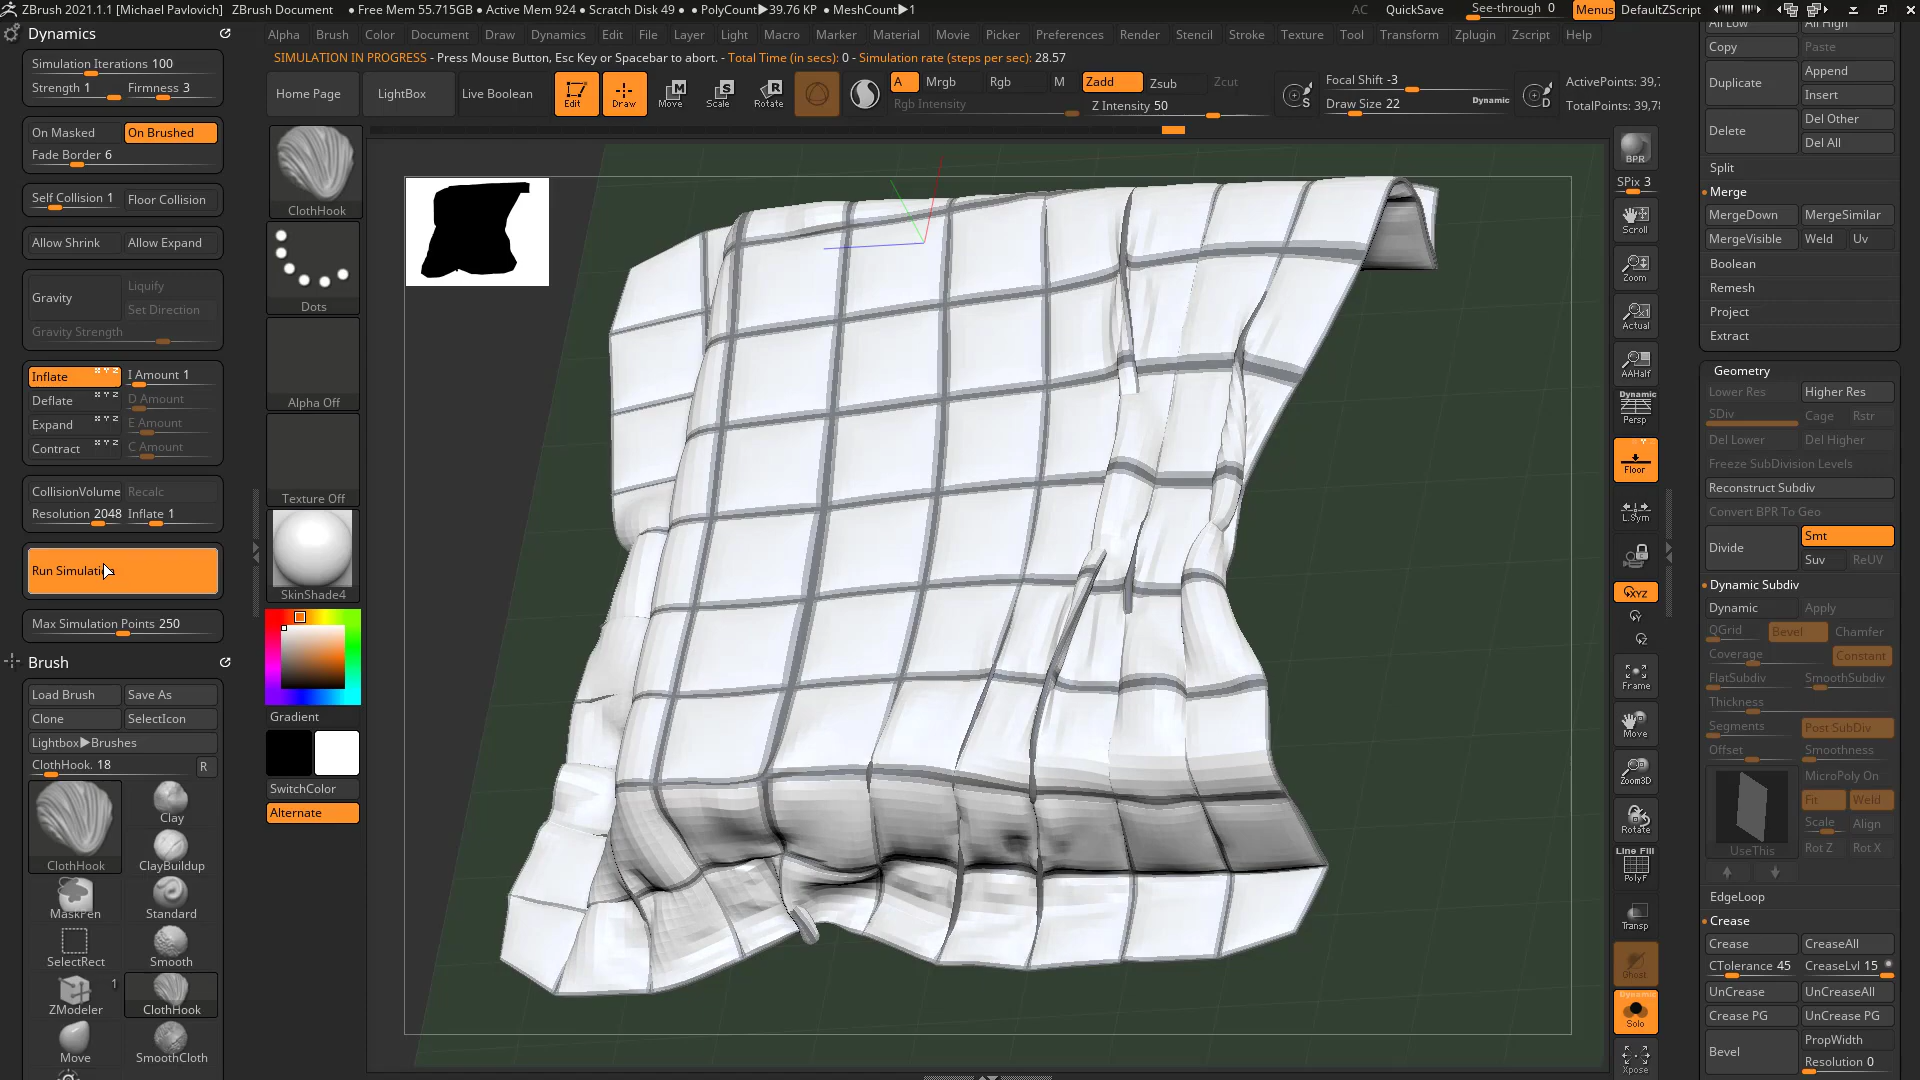 ZBrush 2021.1.1 [Michael Pavlovich] ZBrush Document • Free Mem 55.715GB • Active Mem 924 • Scratch Disk 49 • PolyCount▶39.76 KP • MeshCount▶1
AC QuickSave See-through 0 Menus DefaultZScript
Dynamics
Simulation Iterations 100
Strength 1 Firmness 3
On Masked On Brushed
Fade Border 6
Self Collision 1 Floor Collision
Allow Shrink Allow Expand
Gravity
Liquify
Set Direction
Gravity Strength
Inflate I Amount 1
Deflate D Amount
Expand E Amount
Contract C Amount
CollisionVolume Recalc
Resolution 2048 Inflate 1
Run Simulation
Max Simulation Points 250
Brush
Load Brush Save As
Clone SelectIcon
Lightbox▶Brushes
ClothHook. 18 R
Clay
ClothHook ClayBuildup
MaskPen Standard
SelectRect Smooth
1
ZModeler ClothHook
Move SmoothCloth
Alpha Brush Color Document Draw Dynamics Edit File Layer Light Macro Marker Material Movie Picker Preferences Render Stencil Stroke Texture Tool Transform Zplugin Zscript Help
SIMULATION IN PROGRESS - Press Mouse Button, Esc Key or Spacebar to abort. - Total Time (in secs): 0 - Simulation rate (steps per sec): 28.57
Home Page LightBox Live Boolean Edit Draw Move Scale Rotate
A Mrgb Rgb M Zadd Zsub Zcut
Rgb Intensity Z Intensity 50
S Focal Shift -3
Draw Size 22 Dynamic
D ActivePoints: 39,7
TotalPoints: 39,78
ClothHook
Dots
Alpha Off
Texture Off
SkinShade4
Gradient
SwitchColor
Alternate
BPR
SPix 3
Scroll
Zoom
Actual
AAHalf
Dynamic
Persp
Floor
L.Sym
XYZ
Frame
Move
Zoom3D
Rotate
Line Fill
PolyF
Transp
Ghost
Dynamic
Solo
Xpose
All Low All High
Copy Paste
Duplicate Append
Insert
Delete Del Other
Del All
Split
Merge
MergeDown MergeSimilar
MergeVisible Weld Uv
Boolean
Remesh
Project
Extract
Geometry
Lower Res Higher Res
SDiv Cage Rstr
Del Lower Del Higher
Freeze SubDivision Levels
Reconstruct Subdiv
Convert BPR To Geo
Divide Smt
Suv ReUV
Dynamic Subdiv
Dynamic Apply
QGrid Bevel Chamfer
Coverage Constant
FlatSubdiv SmoothSubdiv
Thickness
Segments Post SubDiv
Offset Smoothness
MicroPoly On
Fit Weld
Scale Align
UseThis Rot Z Rot X
EdgeLoop
Crease
Crease CreaseAll
CTolerance 45 CreaseLvl 15
UnCrease UnCreaseAll
Crease PG UnCrease PG
Bevel PropWidth
Resolution 0